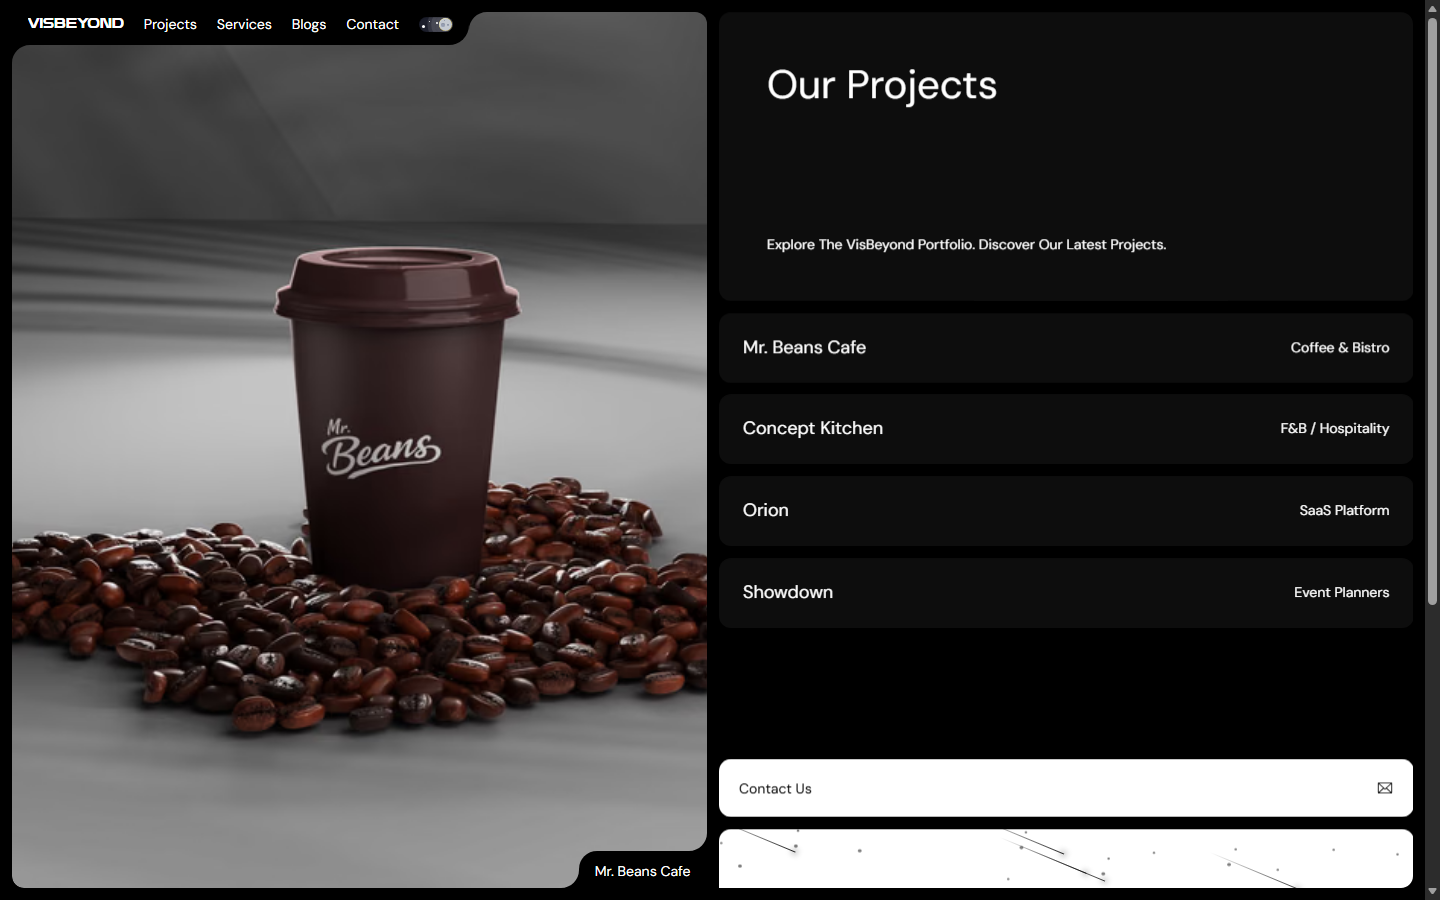 VISBEYOND Projects Services Blogs Contact
Mr.
Beans
Mr. Beans Cafe
Our Projects
Explore The VisBeyond Portfolio. Discover Our Latest Projects.
Mr. Beans Cafe Coffee & Bistro
Concept Kitchen F&B / Hospitality
Orion SaaS Platform
Showdown Event Planners
Contact Us